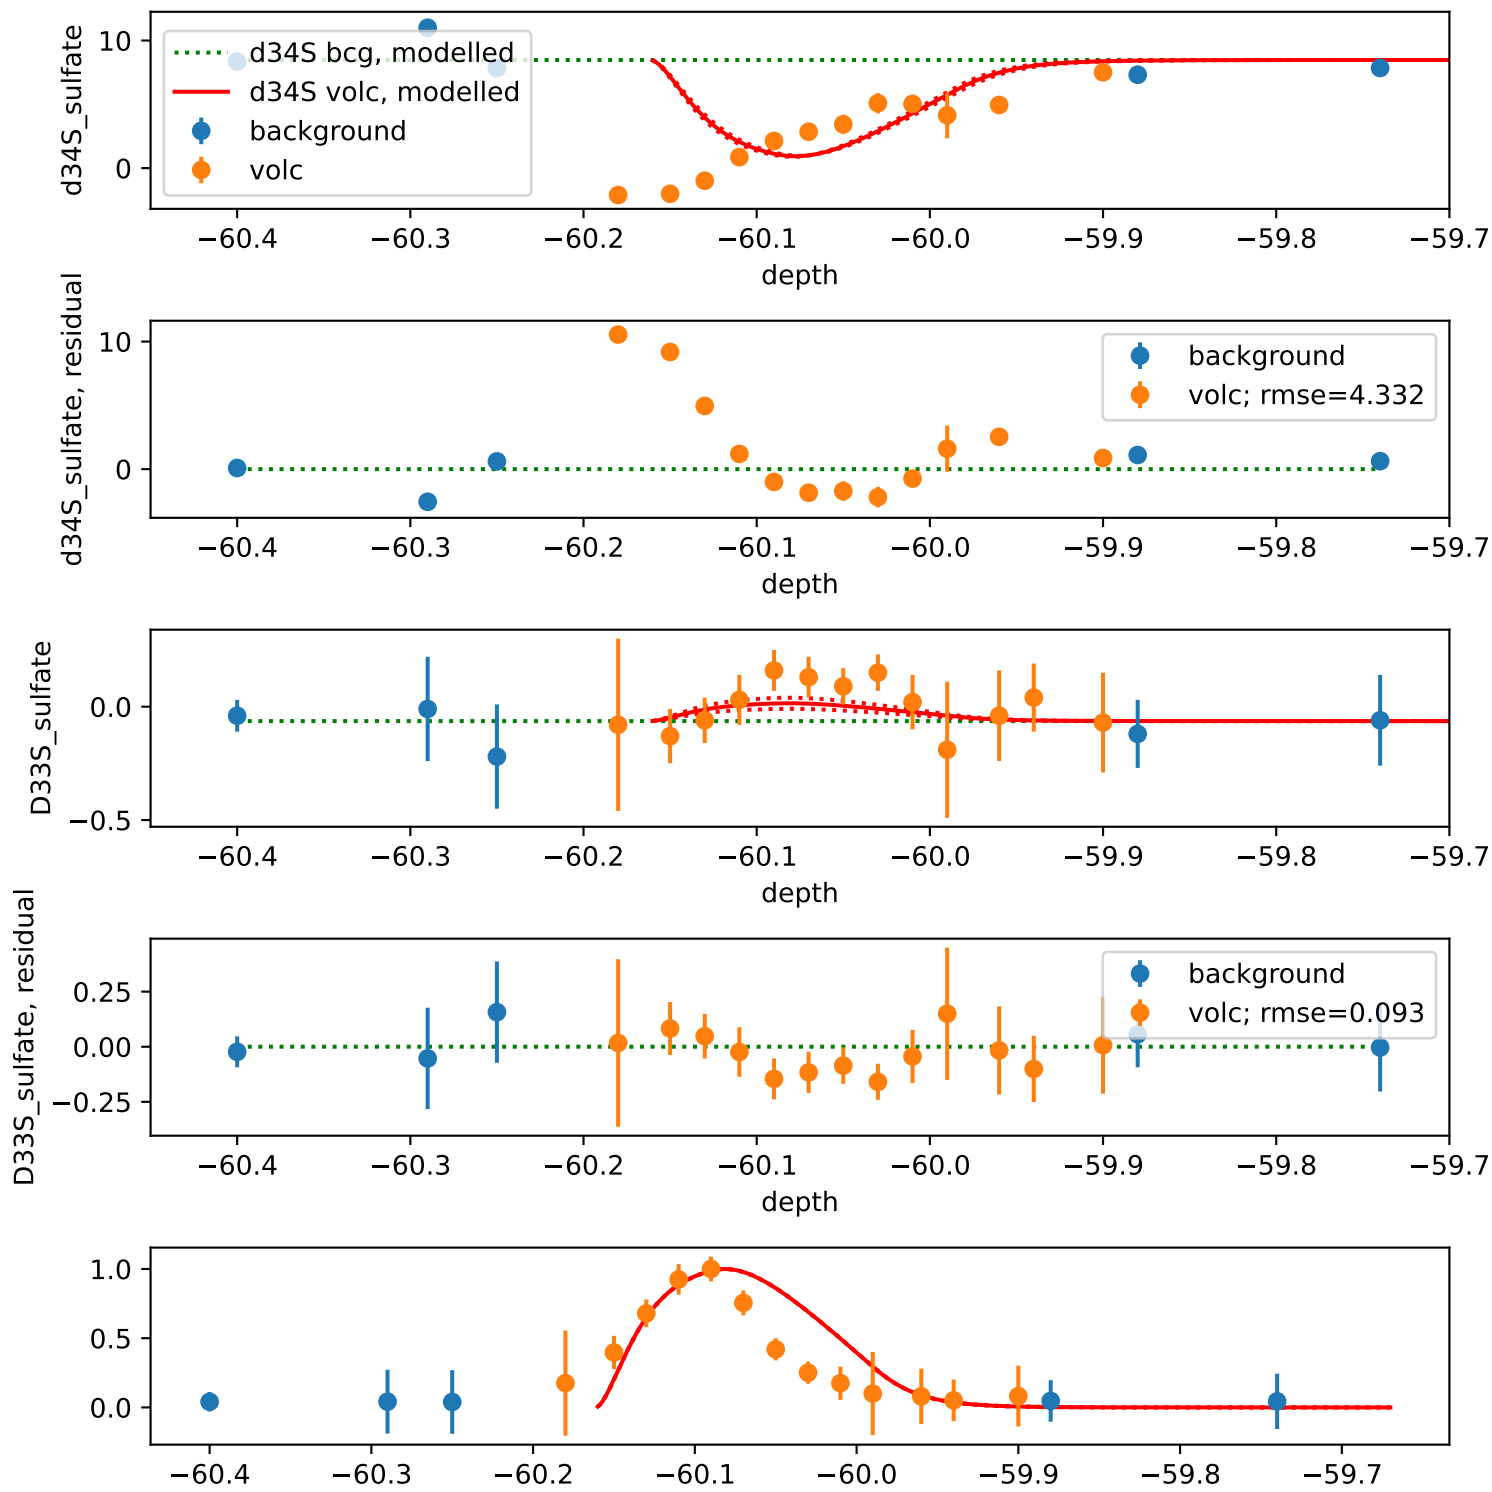 d34S_sulfate
10
0
d34S bcg, modelled
d34S volc, modelled
background
volc
−60.4 −60.3 −60.2 −60.1 −60.0 −59.9 −59.8 −59.7
depth
d34S_sulfate, residual
10
0
background
volc; rmse=4.332
−60.4 −60.3 −60.2 −60.1 −60.0 −59.9 −59.8 −59.7
depth
D33S_sulfate
0.0
−0.5
−60.4 −60.3 −60.2 −60.1 −60.0 −59.9 −59.8 −59.7
depth
D33S_sulfate, residual
0.25
0.00
−0.25
background
volc; rmse=0.093
−60.4 −60.3 −60.2 −60.1 −60.0 −59.9 −59.8 −59.7
depth
1.0
0.5
0.0
−60.4 −60.3 −60.2 −60.1 −60.0 −59.9 −59.8 −59.7